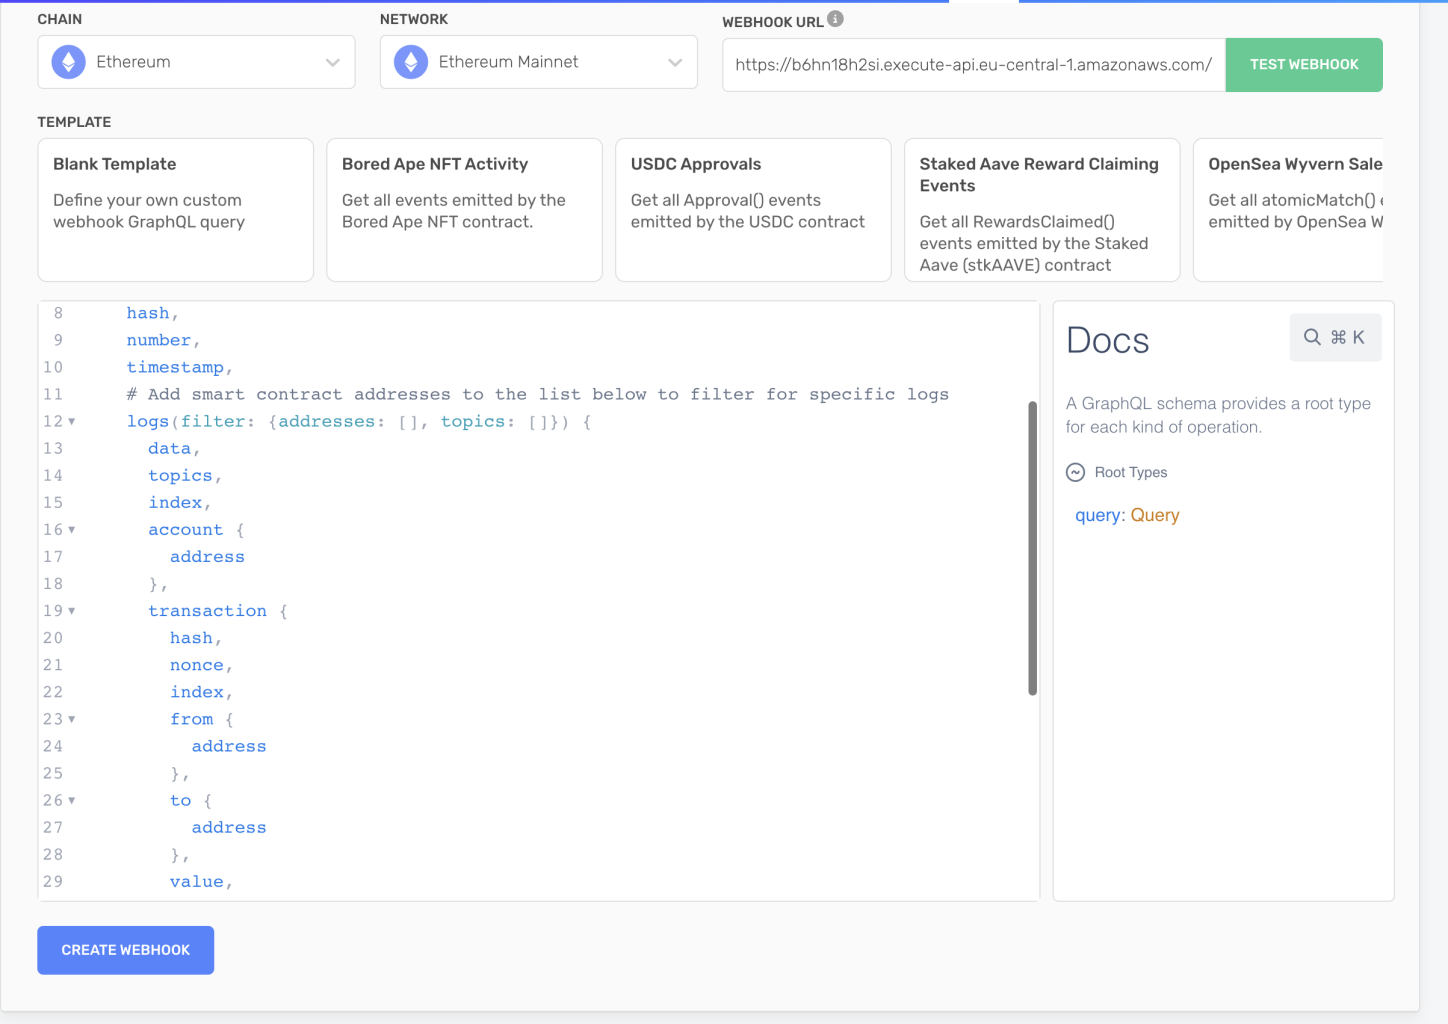 CHAIN
NETWORK
WEBHOOK URL
Ethereum
Ethereum Mainnet
https://b6hn18h2si.execute-api.eu-central-1.amazonaws.com/
TEST WEBHOOK
TEMPLATE
Blank Template
Define your own custom
webhook GraphQL query
Bored Ape NFT Activity
Get all events emitted by the
Bored Ape NFT contract.
USDC Approvals
Get all Approval() events
emitted by the USDC contract
Staked Aave Reward Claiming
Events
Get all RewardsClaimed()
events emitted by the Staked
Aave (stkAAVE) contract
OpenSea Wyvern Sale
Get all atomicMatch()
emitted by OpenSea W
8 hash,
9 number,
10 timestamp,
11 # Add smart contract addresses to the list below to filter for specific logs
12 logs(filter: {addresses: [], topics: []}) {
13 data,
14 topics,
15 index,
16 account {
17 address
18 },
19 transaction {
20 hash,
21 nonce,
22 index,
23 from {
24 address
25 },
26 to {
27 address
28 },
29 value,
Docs
⌘ K
A GraphQL schema provides a root type
for each kind of operation.
Root Types
query: Query
CREATE WEBHOOK